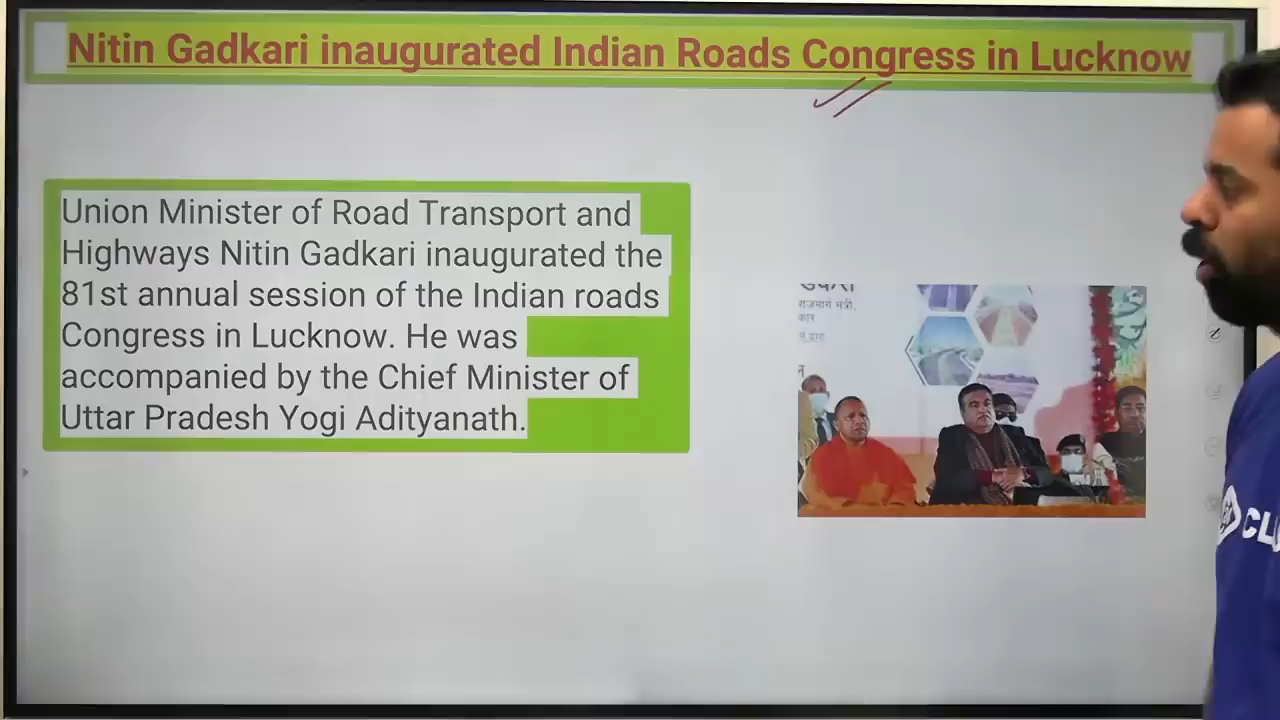 Nitin Gadkari inaugurated Indian Roads Congress in Lucknow
Union Minister of Road Transport and
Highways Nitin Gadkari inaugurated the
81st annual session of the Indian roads
Congress in Lucknow. He was
accompanied by the Chief Minister of
Uttar Pradesh Yogi Adityanath.
राजमार्ग मंत्री,
कार
द्वारा